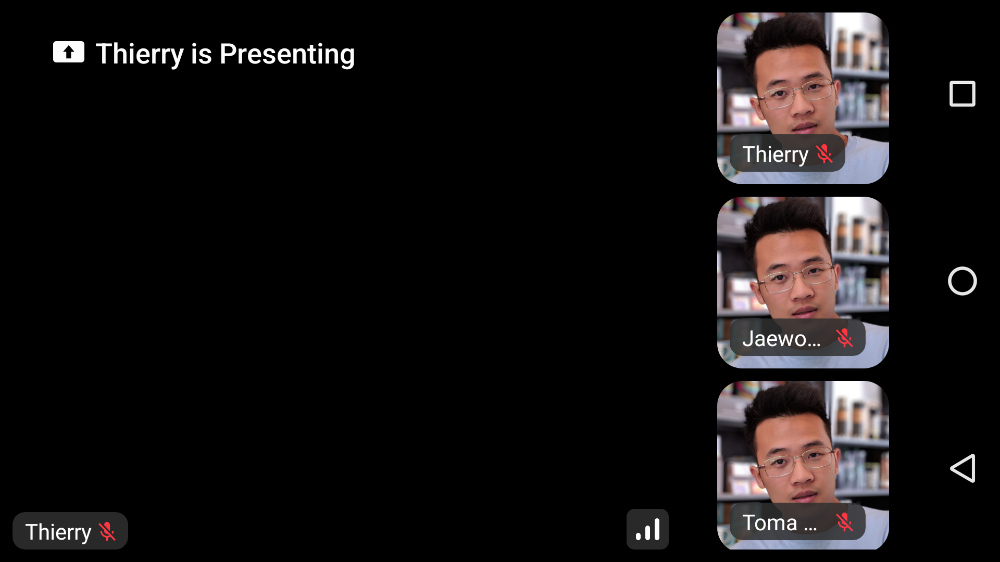 Thierry is Presenting
Thierry
Jaewo...
Toma ...
Thierry